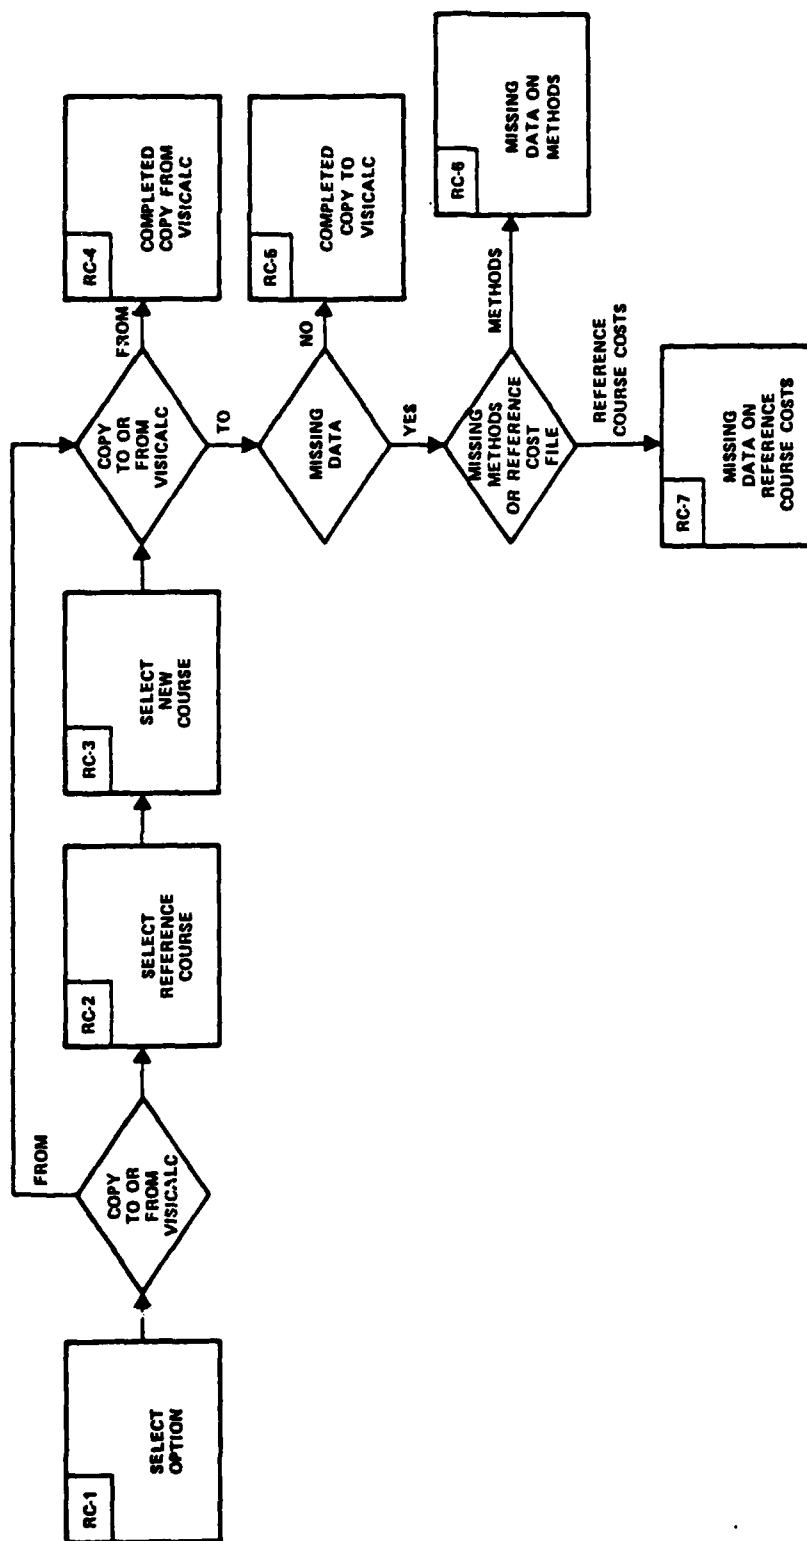 RC-1
SELECT
OPTION
COPY
TO OR
FROM
VISICALC
FROM
RC-2
SELECT
REFERENCE
COURSE
RC-3
SELECT
NEW
COURSE
COPY
TO OR
FROM
VISICALC
FROM
RC-4
COMPLETED
COPY FROM
VISICALC
TO
MISSING
DATA
NO
RC-5
COMPLETED
COPY TO
VISICALC
YES
MISSING
METHODS
OR REFERENCE
COST
FILE
METHODS
RC-6
MISSING
DATA ON
METHODS
REFERENCE
COURSE COSTS
RC-7
MISSING
DATA ON
REFERENCE
COURSE COSTS